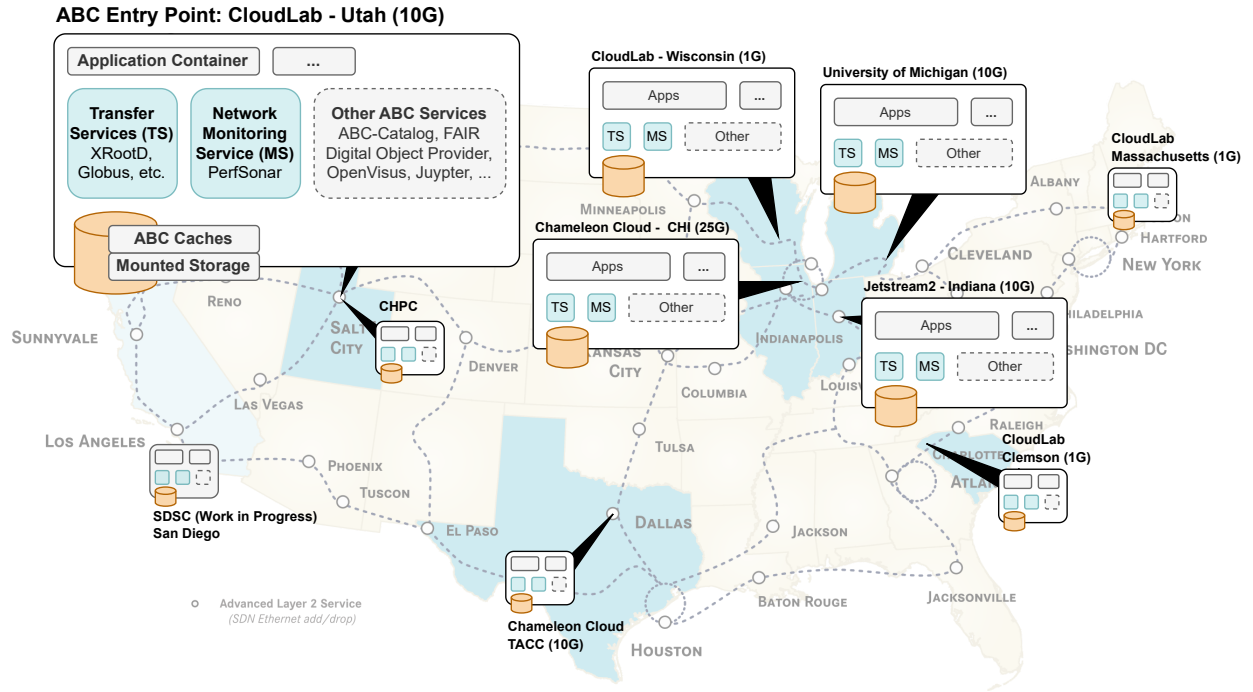 ABC Entry Point: CloudLab - Utah (10G)
Application Container
...
Transfer
Services (TS)
XRootD,
Globus, etc.
Network
Monitoring
Service (MS)
PerfSonar
Other ABC Services
ABC-Catalog, FAIR
Digital Object Provider,
OpenVisus, Juypter, ...
ABC Caches
Mounted Storage
CloudLab - Wisconsin (1G)
Apps
...
TS
MS
Other
University of Michigan (10G)
Apps
...
TS
MS
Other
CloudLab
Massachusetts (1G)
Chameleon Cloud - CHI (25G)
Apps
...
TS
MS
Other
Jetstream2 - Indiana (10G)
Apps
...
TS
MS
Other
CHPC
CloudLab
Clemson (1G)
SDSC (Work in Progress)
San Diego
Chameleon Cloud
TACC (10G)
MINNEAPOLIS
ALBANY
HARTFORD
NEW YORK
CLEVELAND
RENO
SUNNYVALE
SALT
CITY
DENVER
LAS VEGAS
LOS ANGELES
PHOENIX
TUSCON
EL PASO
CITY
COLUMBIA
TULSA
INDIANAPOLIS
RALEIGH
CHARLOTTE
DALLAS
JACKSON
BATON ROUGE
JACKSONVILLE
HOUSTON
Advanced Layer 2 Service
(SDN Ethernet add/drop)